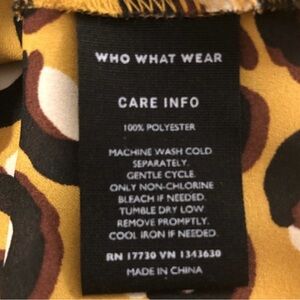 WHO WHAT WEAR
CARE INFO
100% POLYESTER
MACHINE WASH COLD
SEPARATELY.
GENTLE CYCLE.
ONLY NON-CHLORINE
BLEACH IF NEEDED.
TUMBLE DRY LOW.
REMOVE PROMPTLY.
COOL IRON IF NEEDED.
RN 17730 VN 1343630
MADE IN CHINA